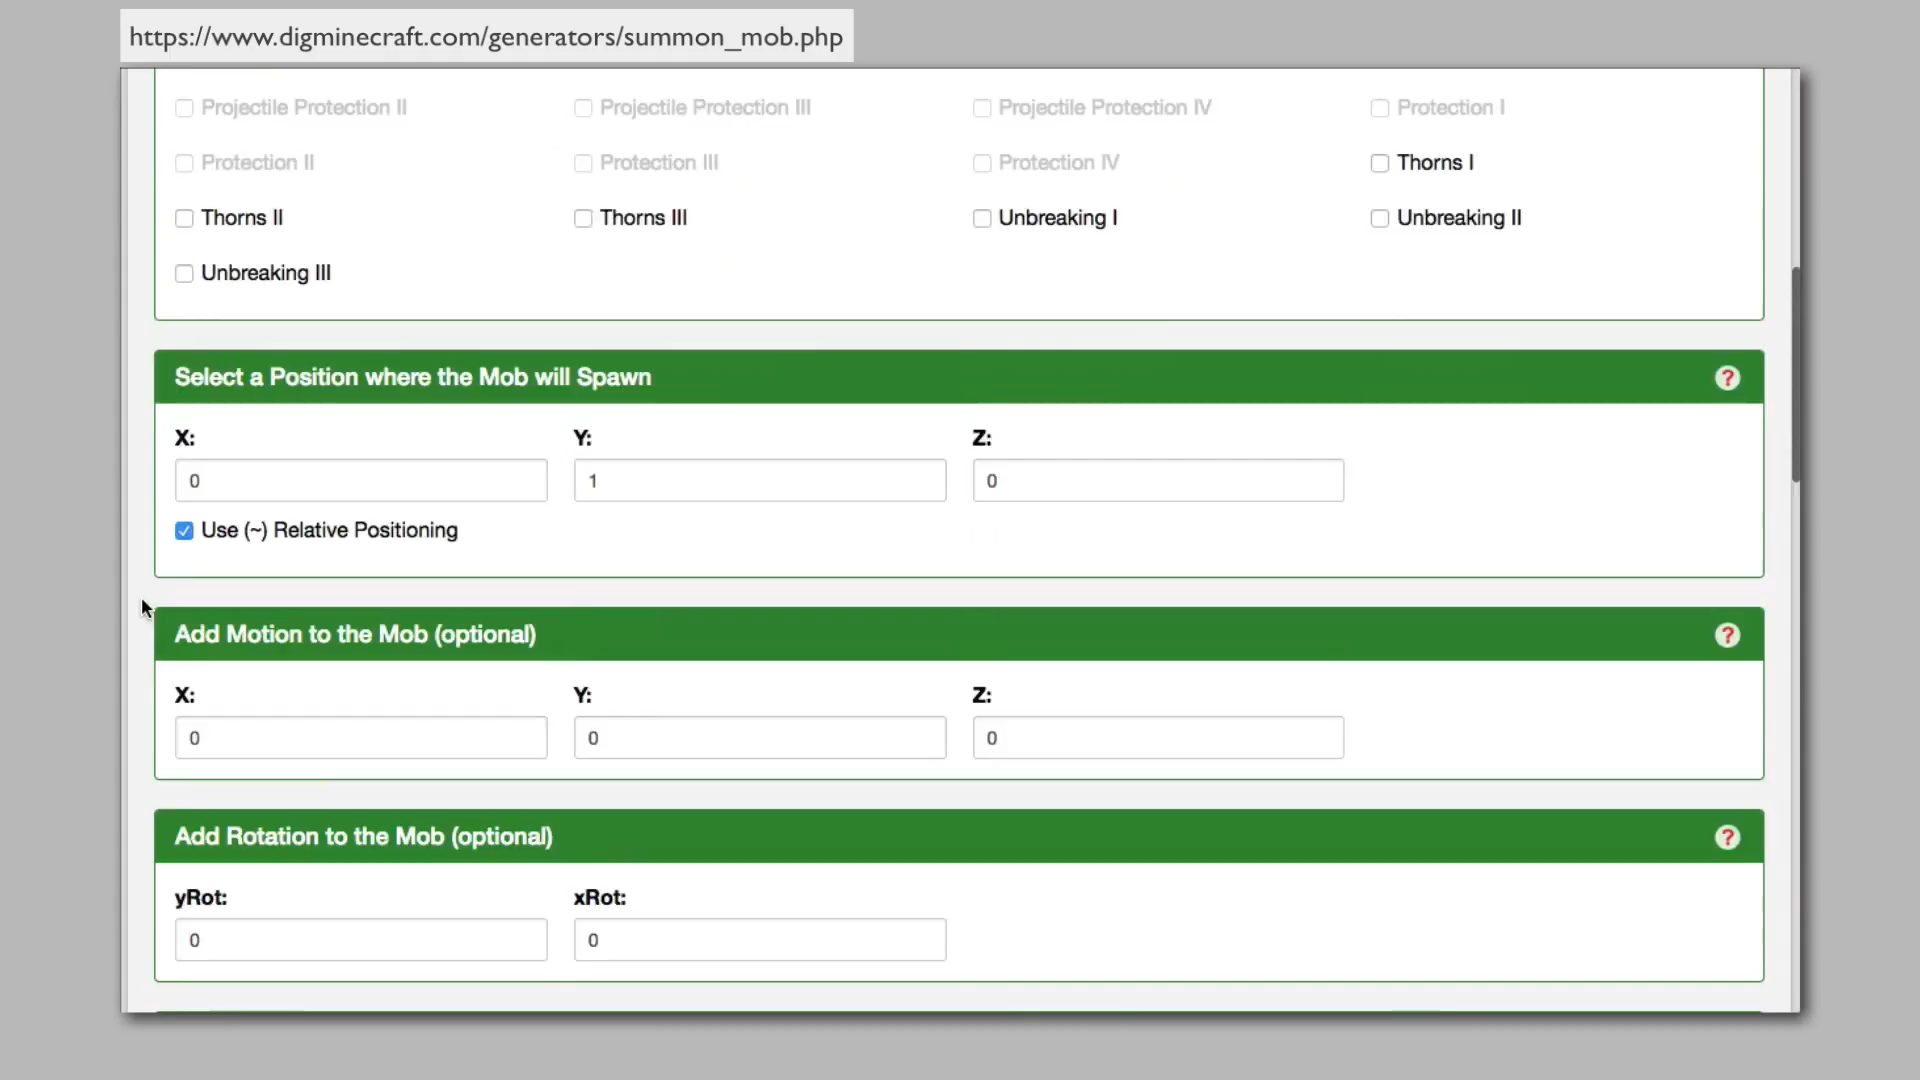 https://www.digminecraft.com/generators/summon_mob.php
Projectile Protection II Projectile Protection III Projectile Protection IV Protection I
Protection II Protection III Protection IV Thorns I
Thorns II Thorns III Unbreaking I Unbreaking II
Unbreaking III
Select a Position where the Mob will Spawn ?
X: Y: Z:
0 1 0
Use (~) Relative Positioning
Add Motion to the Mob (optional) ?
X: Y: Z:
0 0 0
Add Rotation to the Mob (optional) ?
yRot: xRot:
0 0